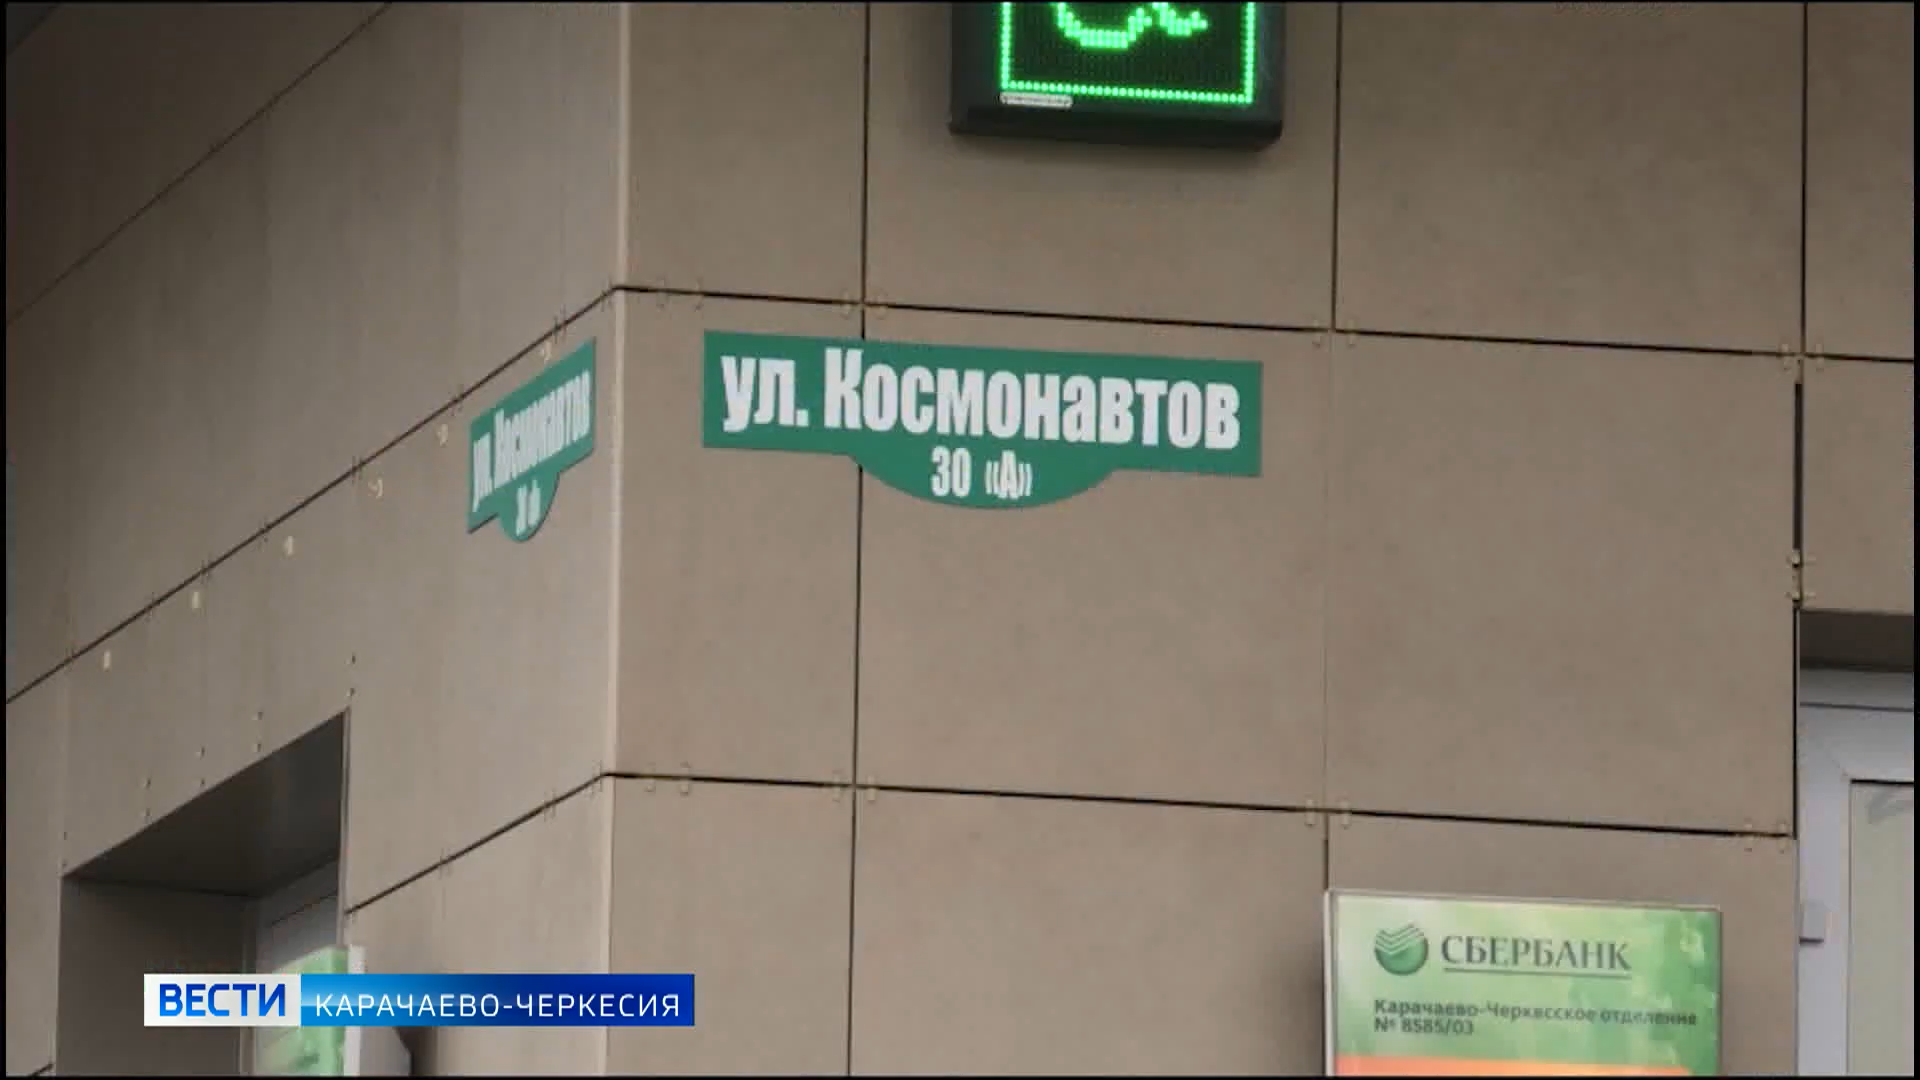 ул. Космонавтов
30 «А»
ул. Космонавтов
СБЕРБАНК
Карачаево-Черкесское отделение
№ 8585/03
ВЕСТИ КАРАЧАЕВО-ЧЕРКЕСИЯ